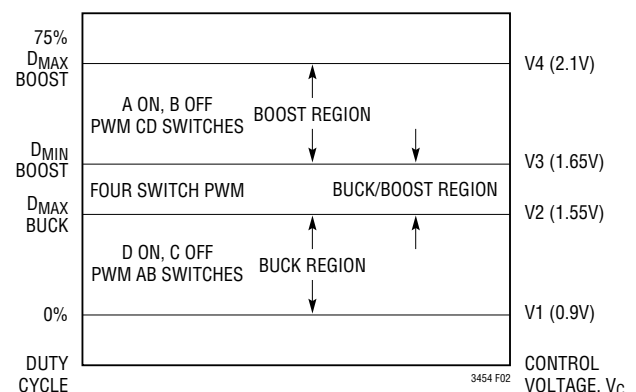 75%
DMAX
BOOST
V4 (2.1V)
A ON, B OFF
PWM CD SWITCHES
BOOST REGION
DMIN
BOOST
V3 (1.65V)
FOUR SWITCH PWM
BUCK/BOOST REGION
DMAX
BUCK
V2 (1.55V)
D ON, C OFF
PWM AB SWITCHES
BUCK REGION
0%
V1 (0.9V)
DUTY
CYCLE
3454 F02
CONTROL
VOLTAGE, VC